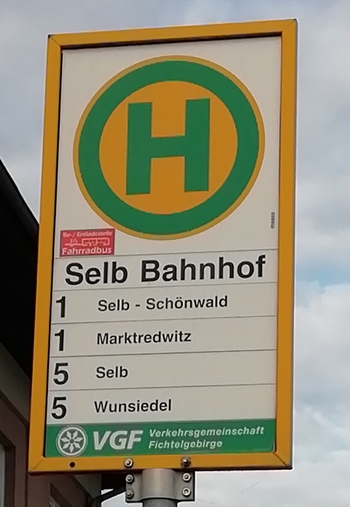 H
Be-/ Entladestelle
Fahrradbus
Selb Bahnhof
1 Selb - Schönwald
1 Marktredwitz
5 Selb
5 Wunsiedel
VGF Verkehrsgemeinschaft
Fichtelgebirge